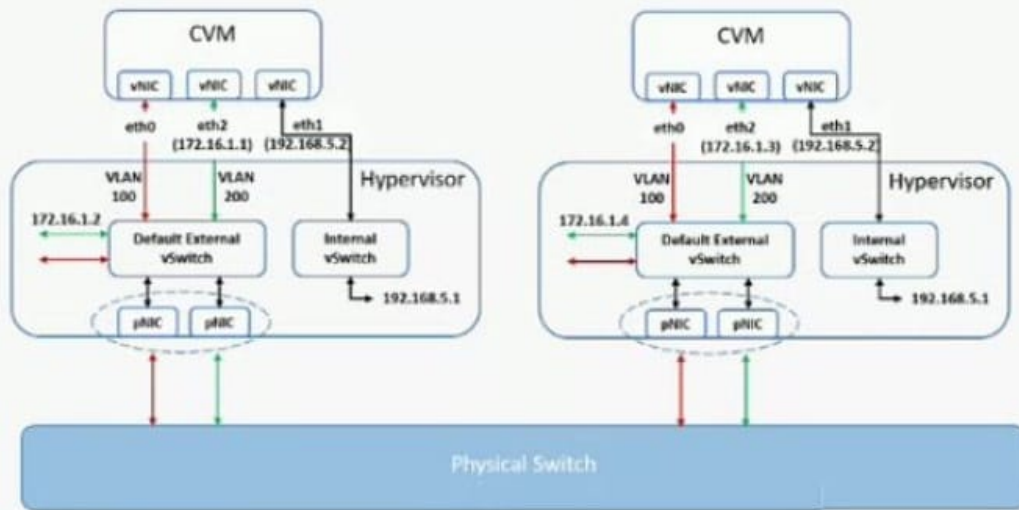 CVM
vNIC
vNIC
vNIC
eth0
eth2
(172.16.1.1)
eth1
(192.168.5.2)
Hypervisor
VLAN
100
VLAN
200
172.16.1.2
Default External
vSwitch
Internal
vSwitch
192.168.5.1
pNIC
pNIC
CVM
vNIC
vNIC
vNIC
eth0
eth2
(172.16.1.3)
eth1
(192.168.5.2)
Hypervisor
VLAN
100
VLAN
200
172.16.1.4
Default External
vSwitch
Internal
vSwitch
192.168.5.1
pNIC
pNIC
Physical Switch